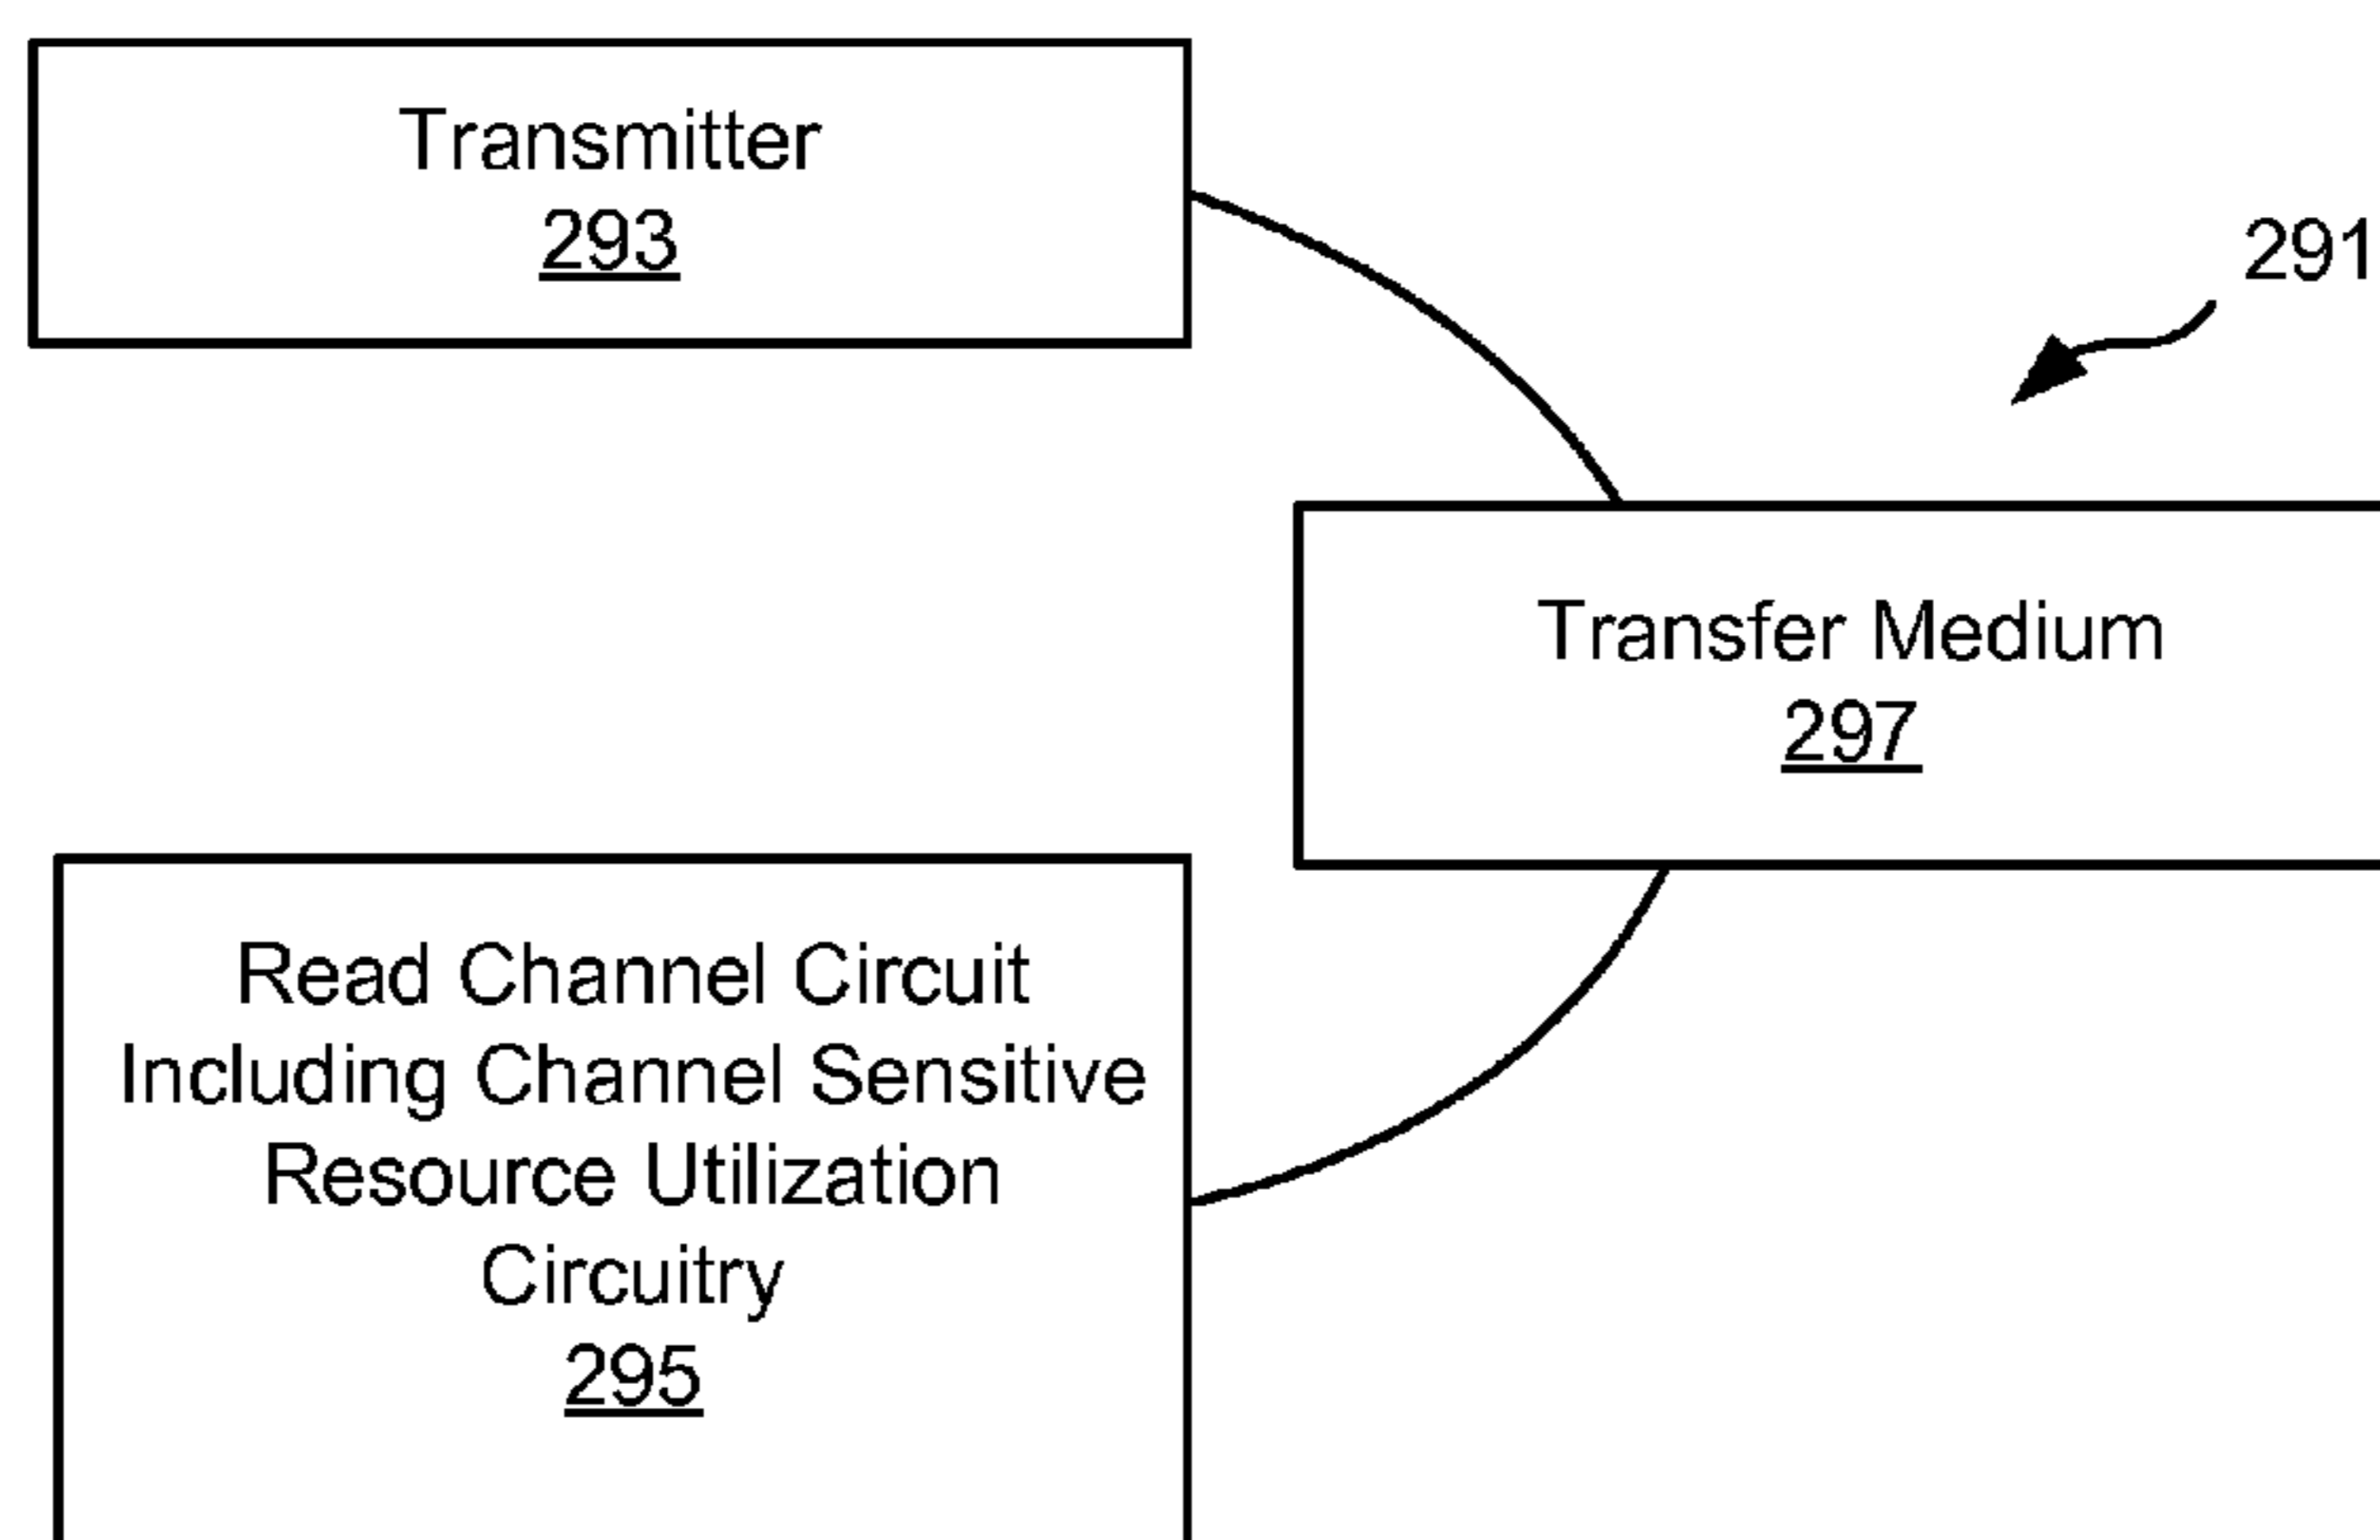 Transmitter
293
291
Transfer Medium
297
Read Channel Circuit
Including Channel Sensitive
Resource Utilization
Circuitry
295